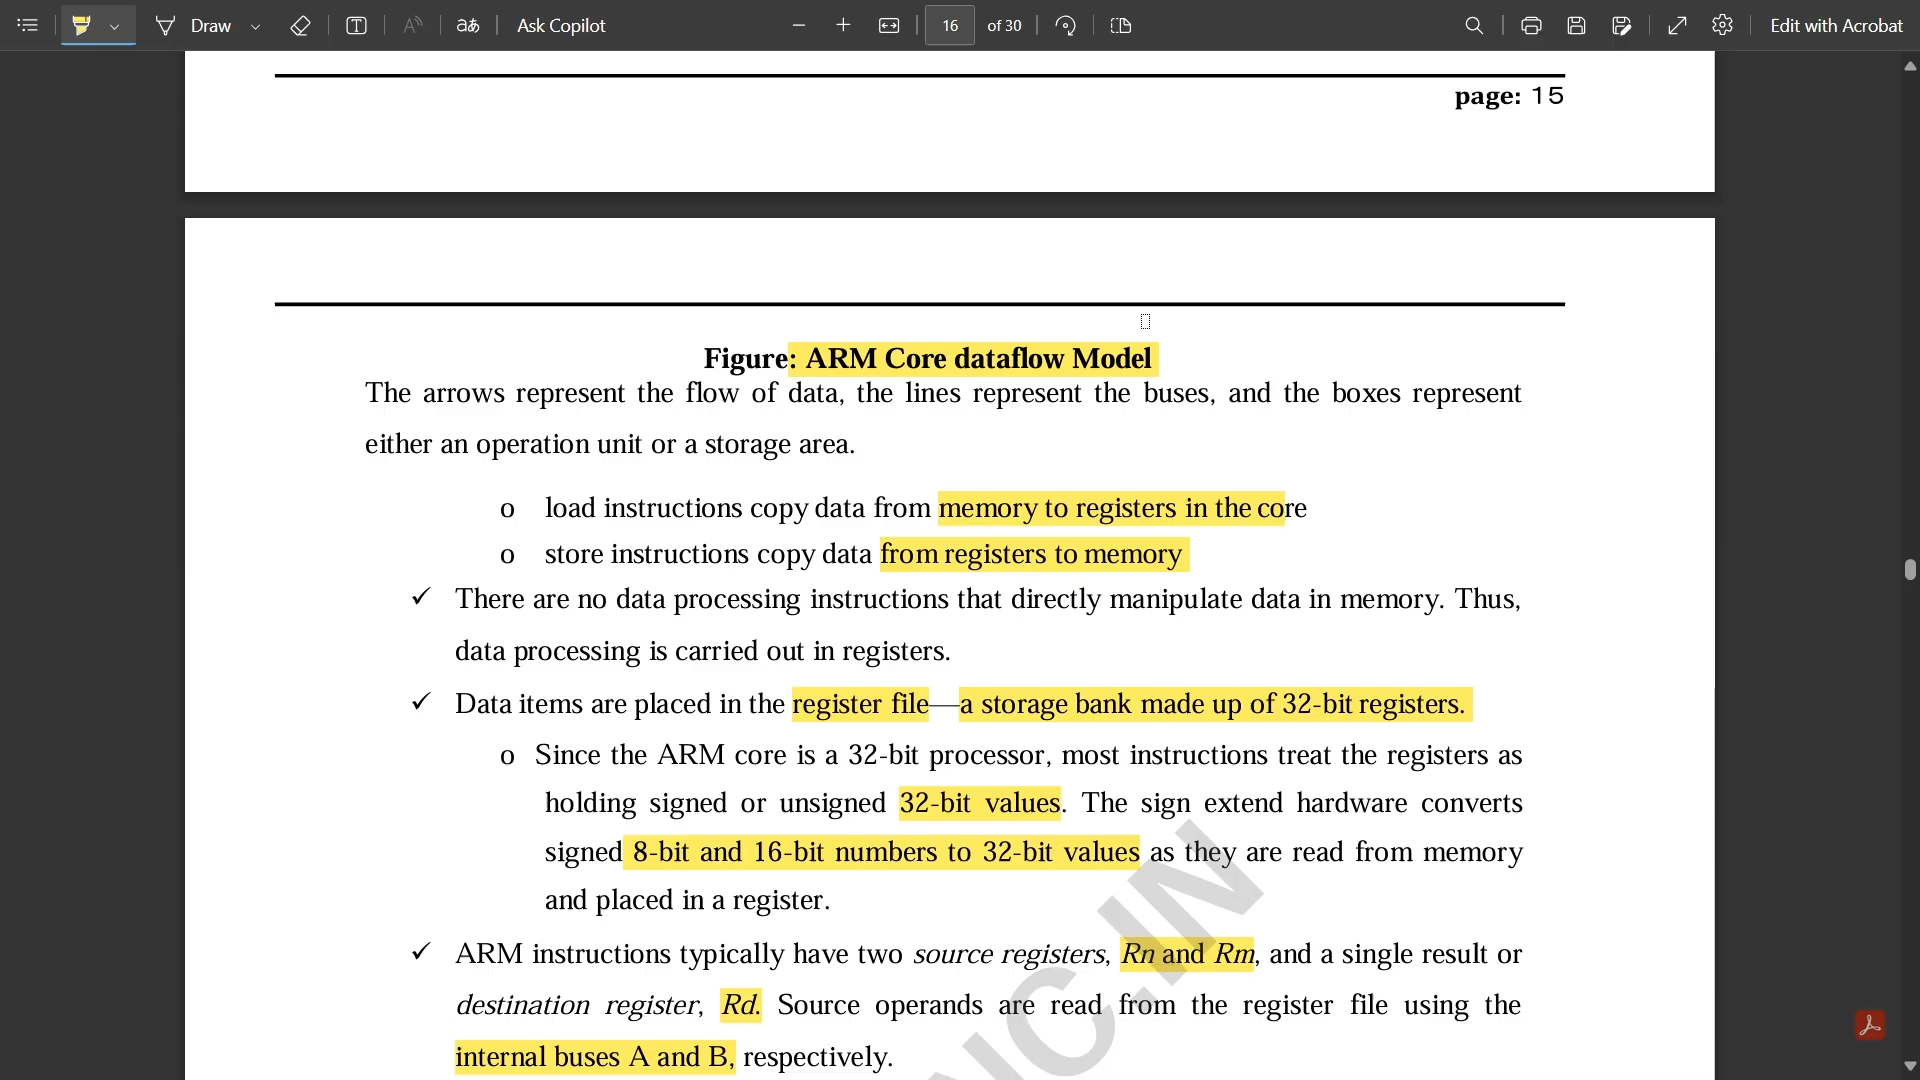 Draw
aあ
Ask Copilot
16 of 30
Edit with Acrobat
page: 15
Figure: ARM Core dataflow Model
The arrows represent the flow of data, the lines represent the buses, and the boxes represent
either an operation unit or a storage area.
o load instructions copy data from memory to registers in the core
o store instructions copy data from registers to memory
✓ There are no data processing instructions that directly manipulate data in memory. Thus,
data processing is carried out in registers.
✓ Data items are placed in the register file—a storage bank made up of 32-bit registers.
o Since the ARM core is a 32-bit processor, most instructions treat the registers as
holding signed or unsigned 32-bit values. The sign extend hardware converts
signed 8-bit and 16-bit numbers to 32-bit values as they are read from memory
and placed in a register.
✓ ARM instructions typically have two source registers, Rn and Rm, and a single result or
destination register, Rd. Source operands are read from the register file using the
internal buses A and B, respectively.
NC.IN